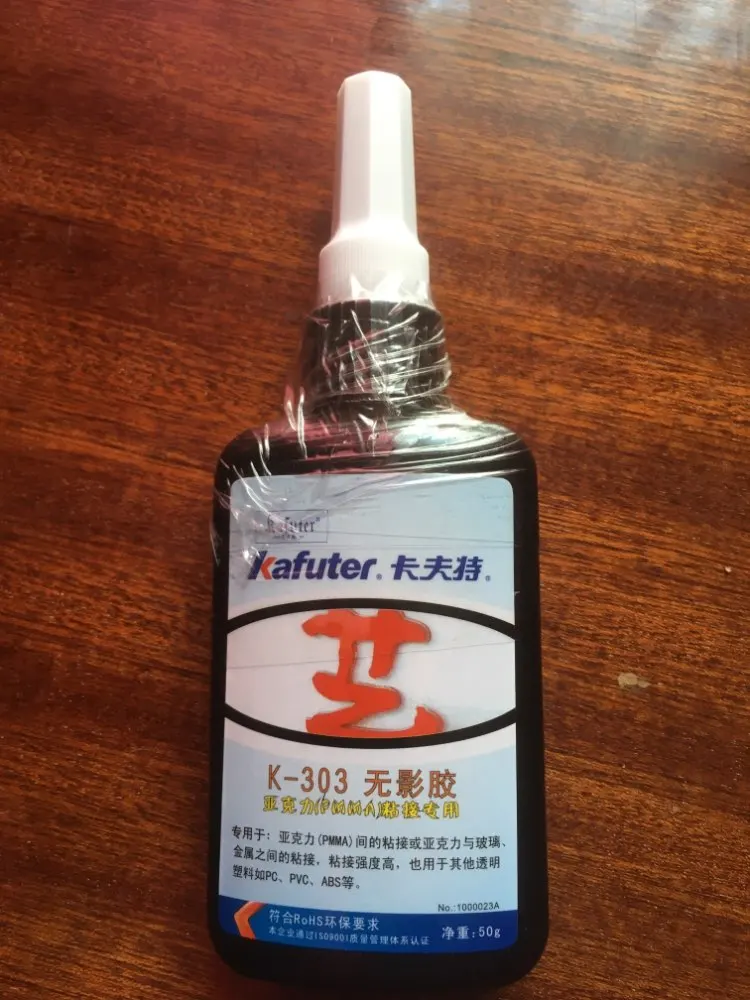 Kafuter®
Kafuter® 卡夫特®
艺
K-303 无影胶
亚克力(PMMA)粘接专用
专用于：亚克力(PMMA)间的粘接或亚克力与玻璃、
金属之间的粘接，粘接强度高，也用于其他透明
塑料如PC、PVC、ABS等。
No.:1000023A
符合RoHS环保要求
本企业通过ISO9001质量管理体系认证
净重:50g